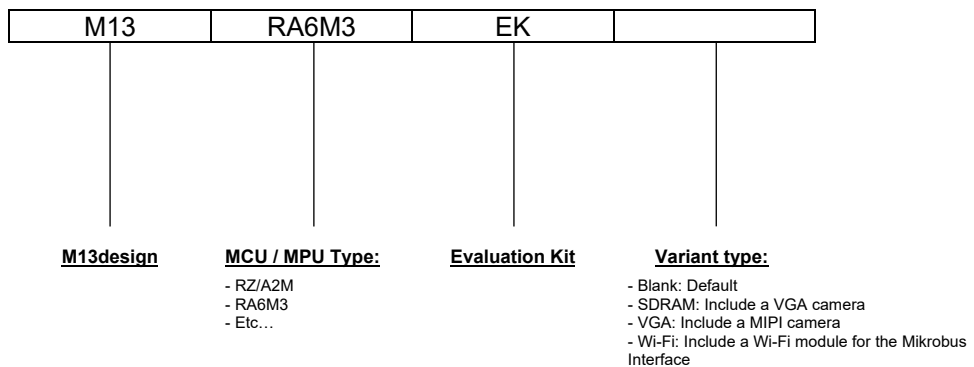 M13 RA6M3 EK
M13design
MCU / MPU Type:
- RZ/A2M
- RA6M3
- Etc…
Evaluation Kit
Variant type:
- Blank: Default
- SDRAM: Include a VGA camera
- VGA: Include a MIPI camera
- Wi-Fi: Include a Wi-Fi module for the Mikrobus
Interface